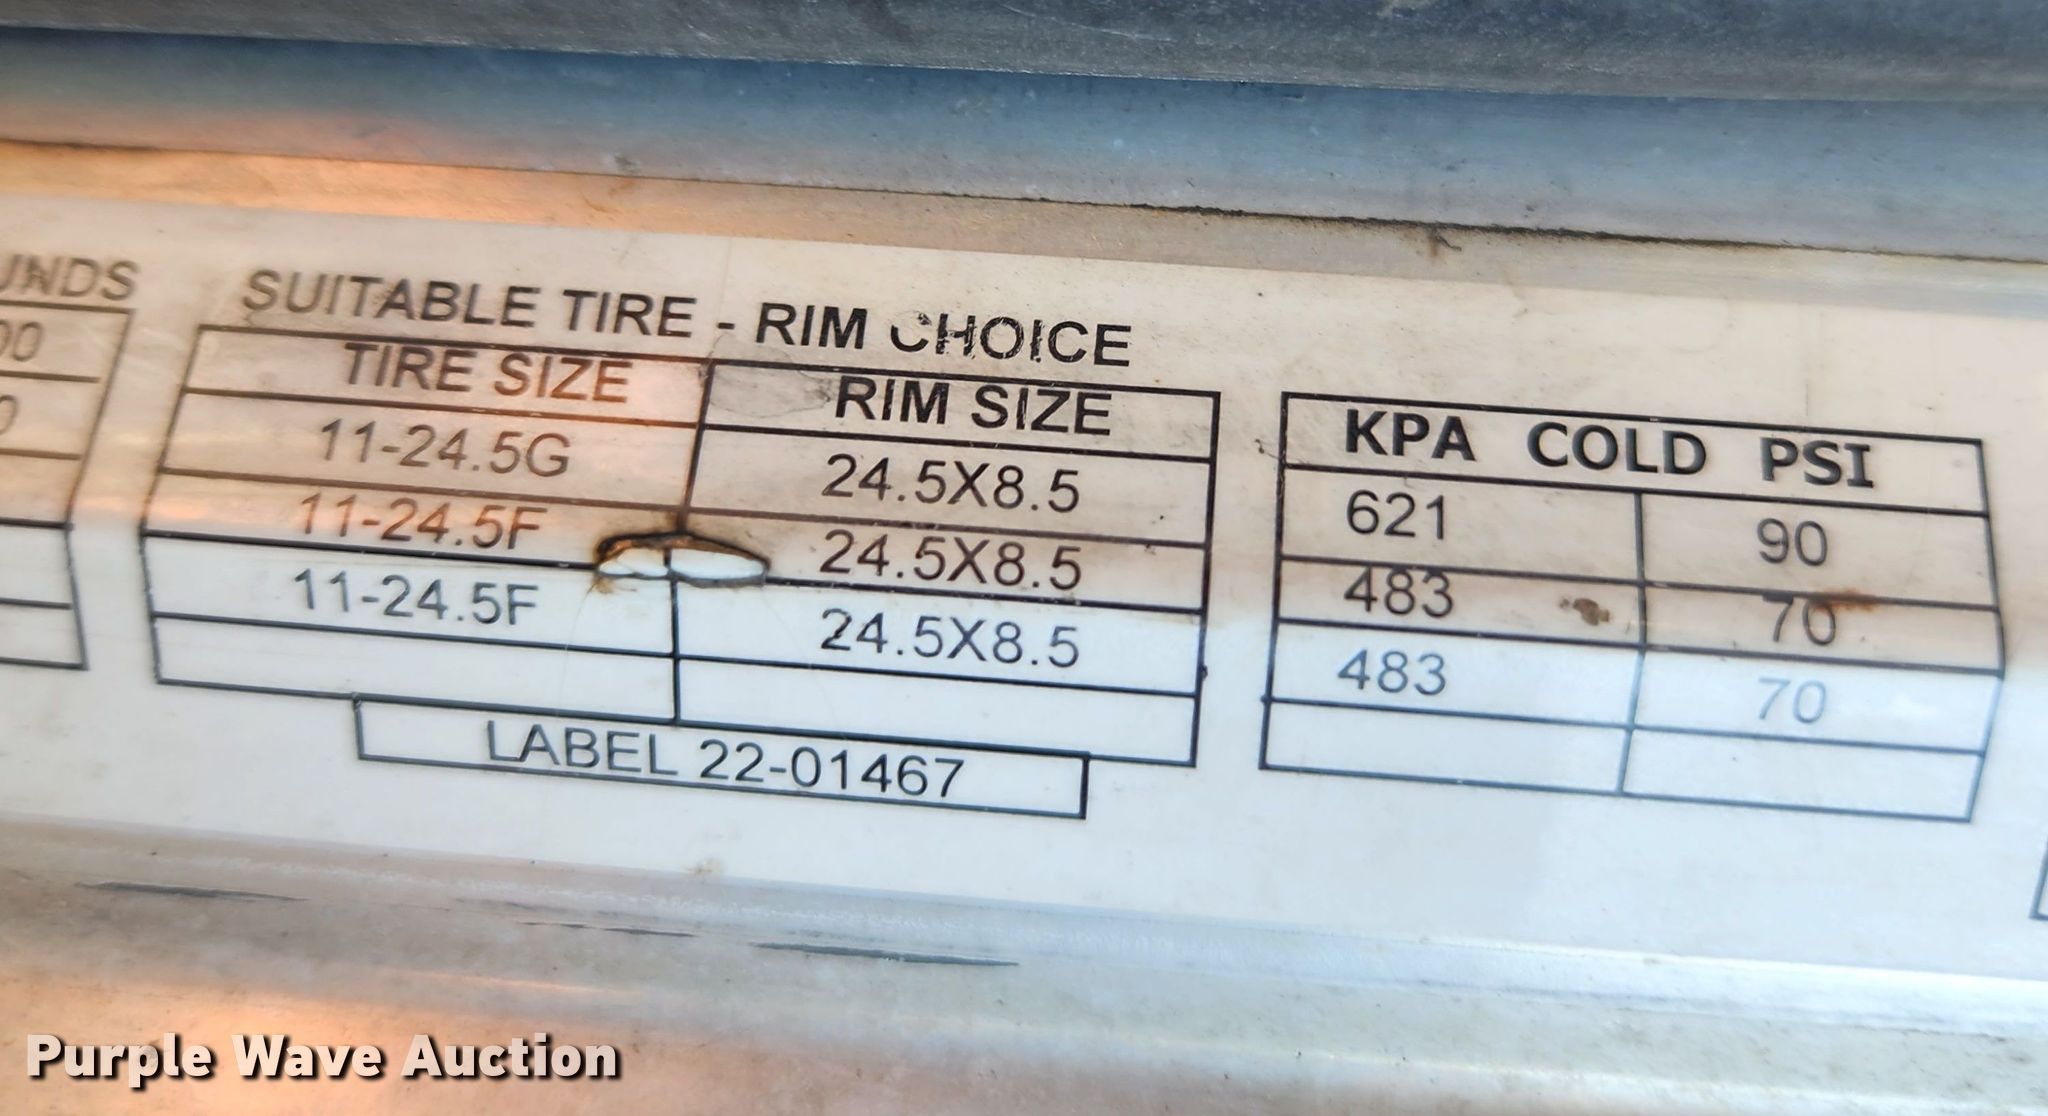 UNDS
SUITABLE TIRE - RIM CHOICE
TIRE SIZE RIM SIZE KPA COLD PSI
00
11-24.5G 24.5X8.5 621 90
0
11-24.5F 24.5X8.5 483 70
11-24.5F 24.5X8.5 483 70
LABEL 22-01467
Purple Wave Auction